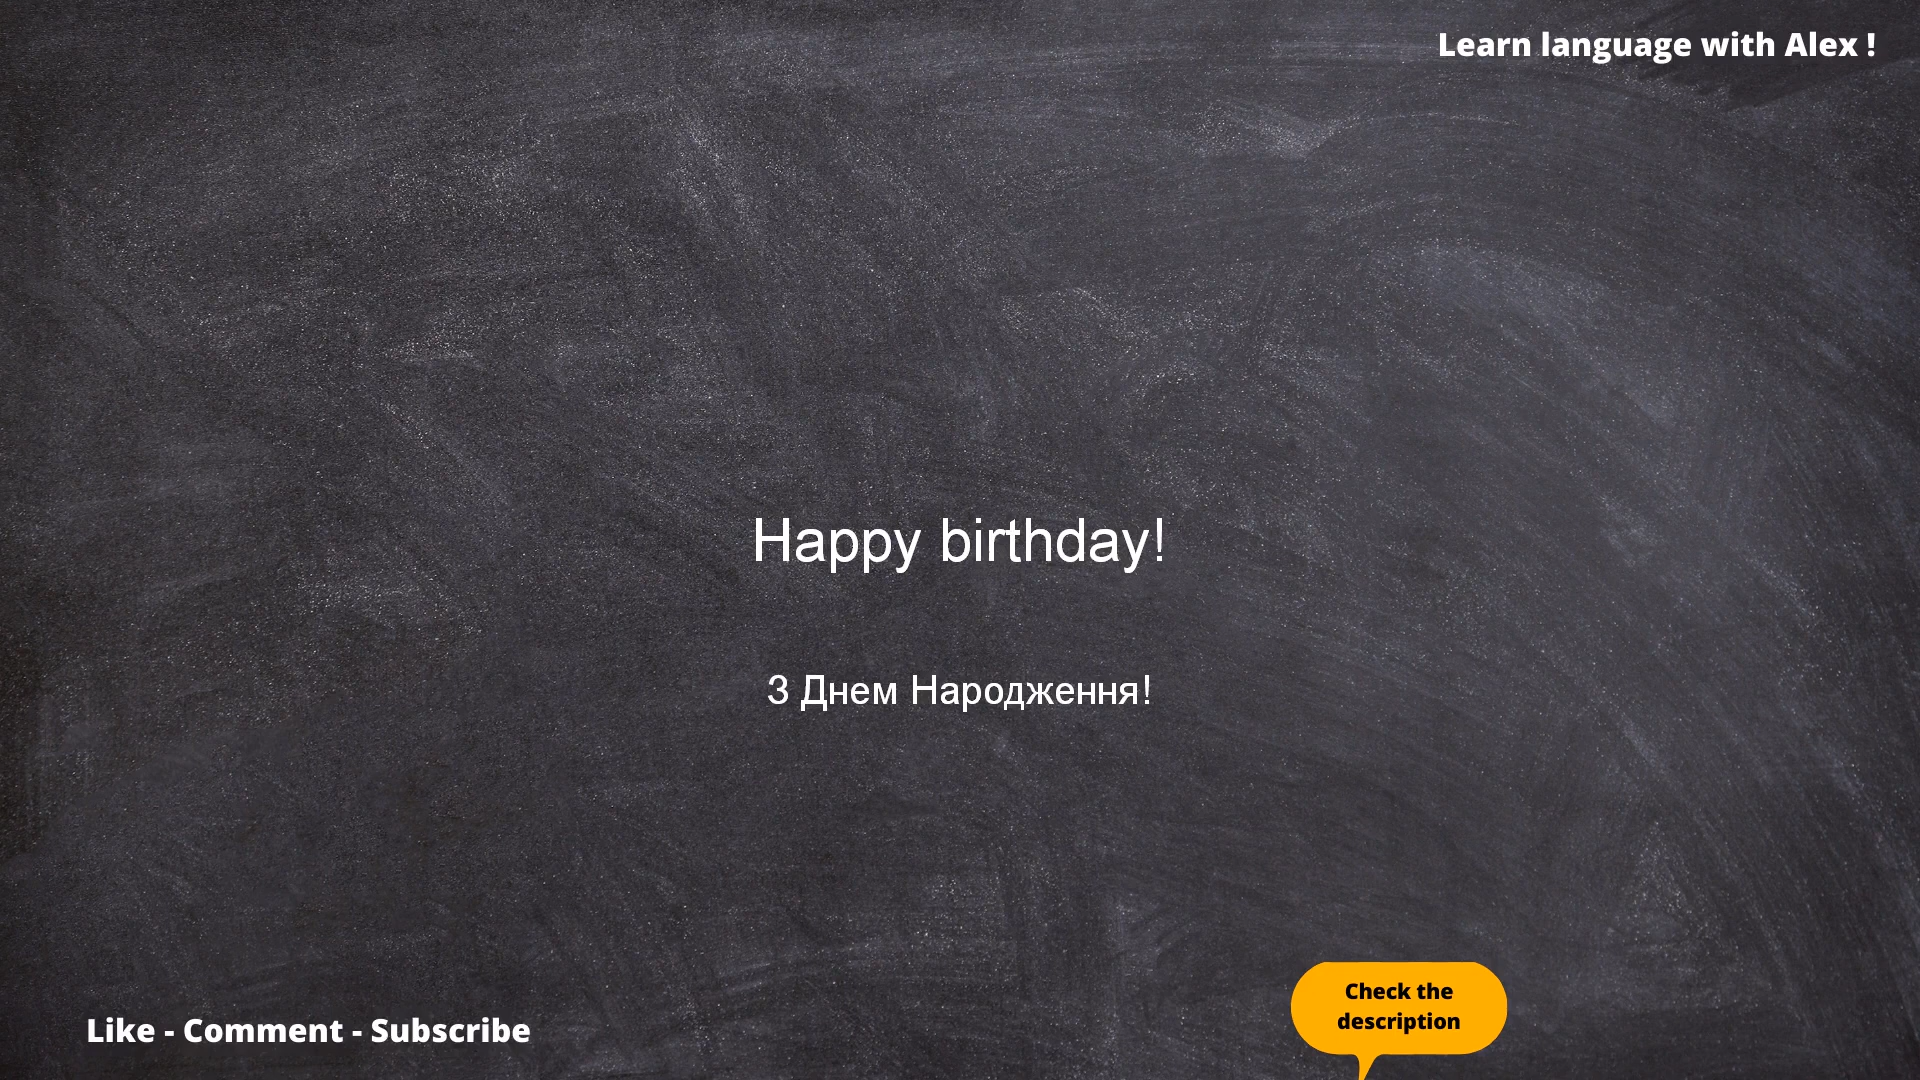 Learn language with Alex !
Happy birthday!
З Днем Народження!
Check the
description
Like - Comment - Subscribe